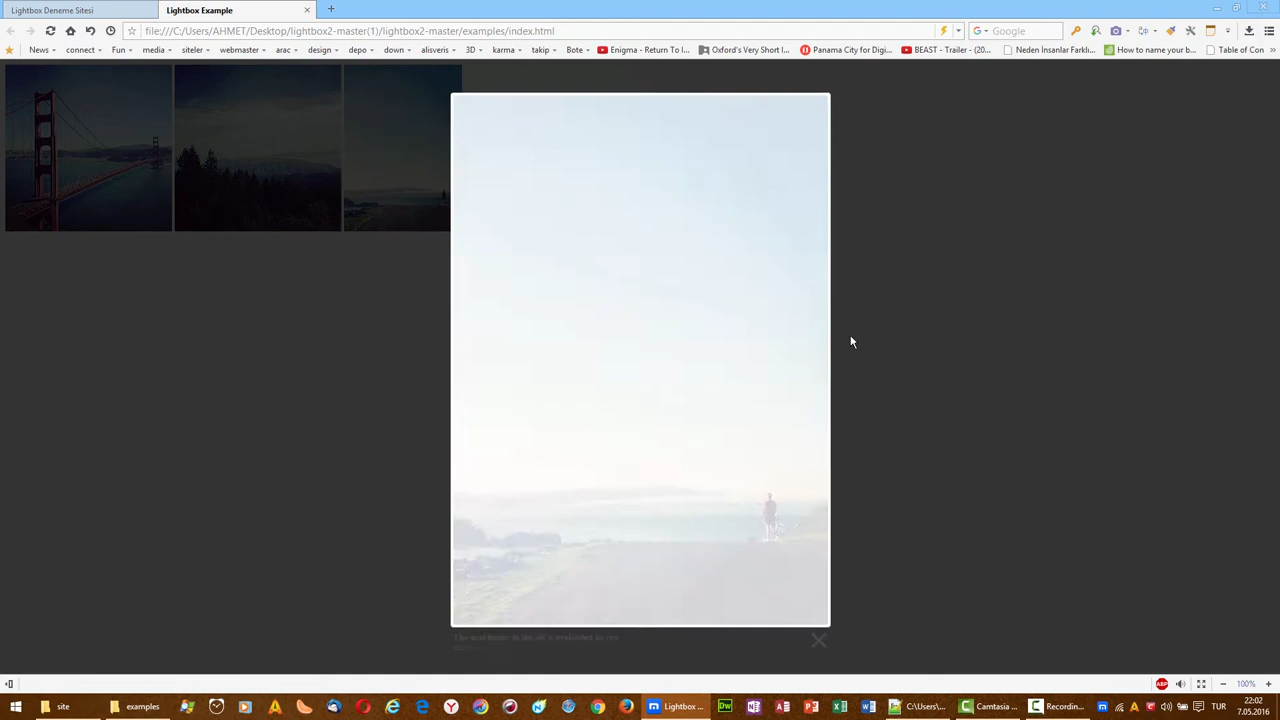 Lightbox Deneme Sitesi
Lightbox Example
file:///C:/Users/AHMET/Desktop/lightbox2-master(1)/lightbox2-master/examples/index.html
Google
News
connect
Fun
media
siteler
webmaster
arac
design
depo
down
alisveris
3D
karma
takip
Bote
Enigma - Return To I...
Oxford's Very Short I...
Panama City for Digi...
BEAST - Trailer - (20...
Neden İnsanlar Farklı...
How to name your b...
Table of Con
ABP
100%
site
examples
Lightbox ...
C:\Users\...
Camtasia ...
Recordin...
TUR
22:02
7.05.2016